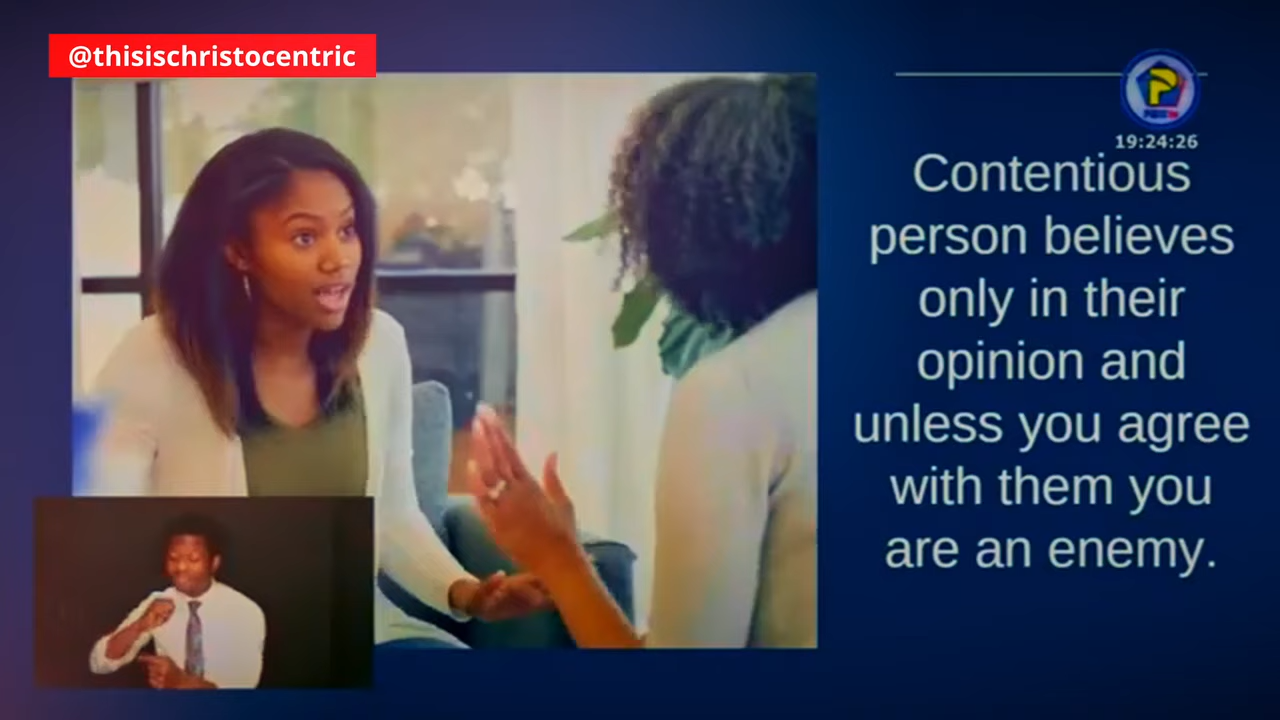 @thisischristocentric
19:24:26
Contentious
person believes
only in their
opinion and
unless you agree
with them you
are an enemy.